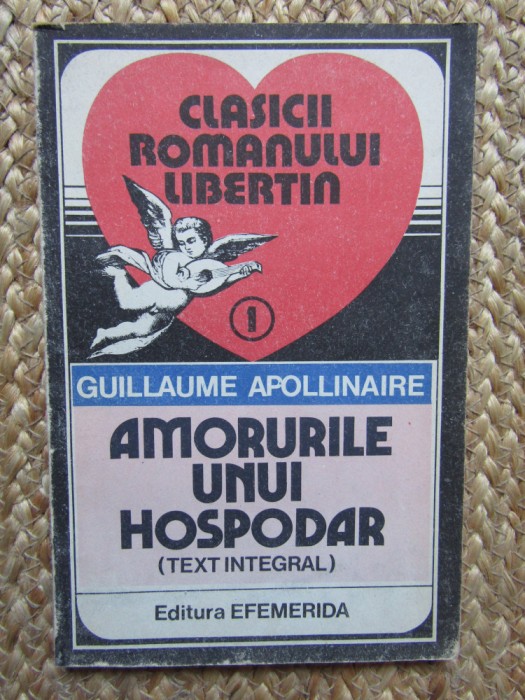 CLASICII
ROMANULUI
LIBERTIN
1
GUILLAUME APOLLINAIRE
AMORURILE
UNUI
HOSPODAR
(TEXT INTEGRAL)
Editura EFEMERIDA